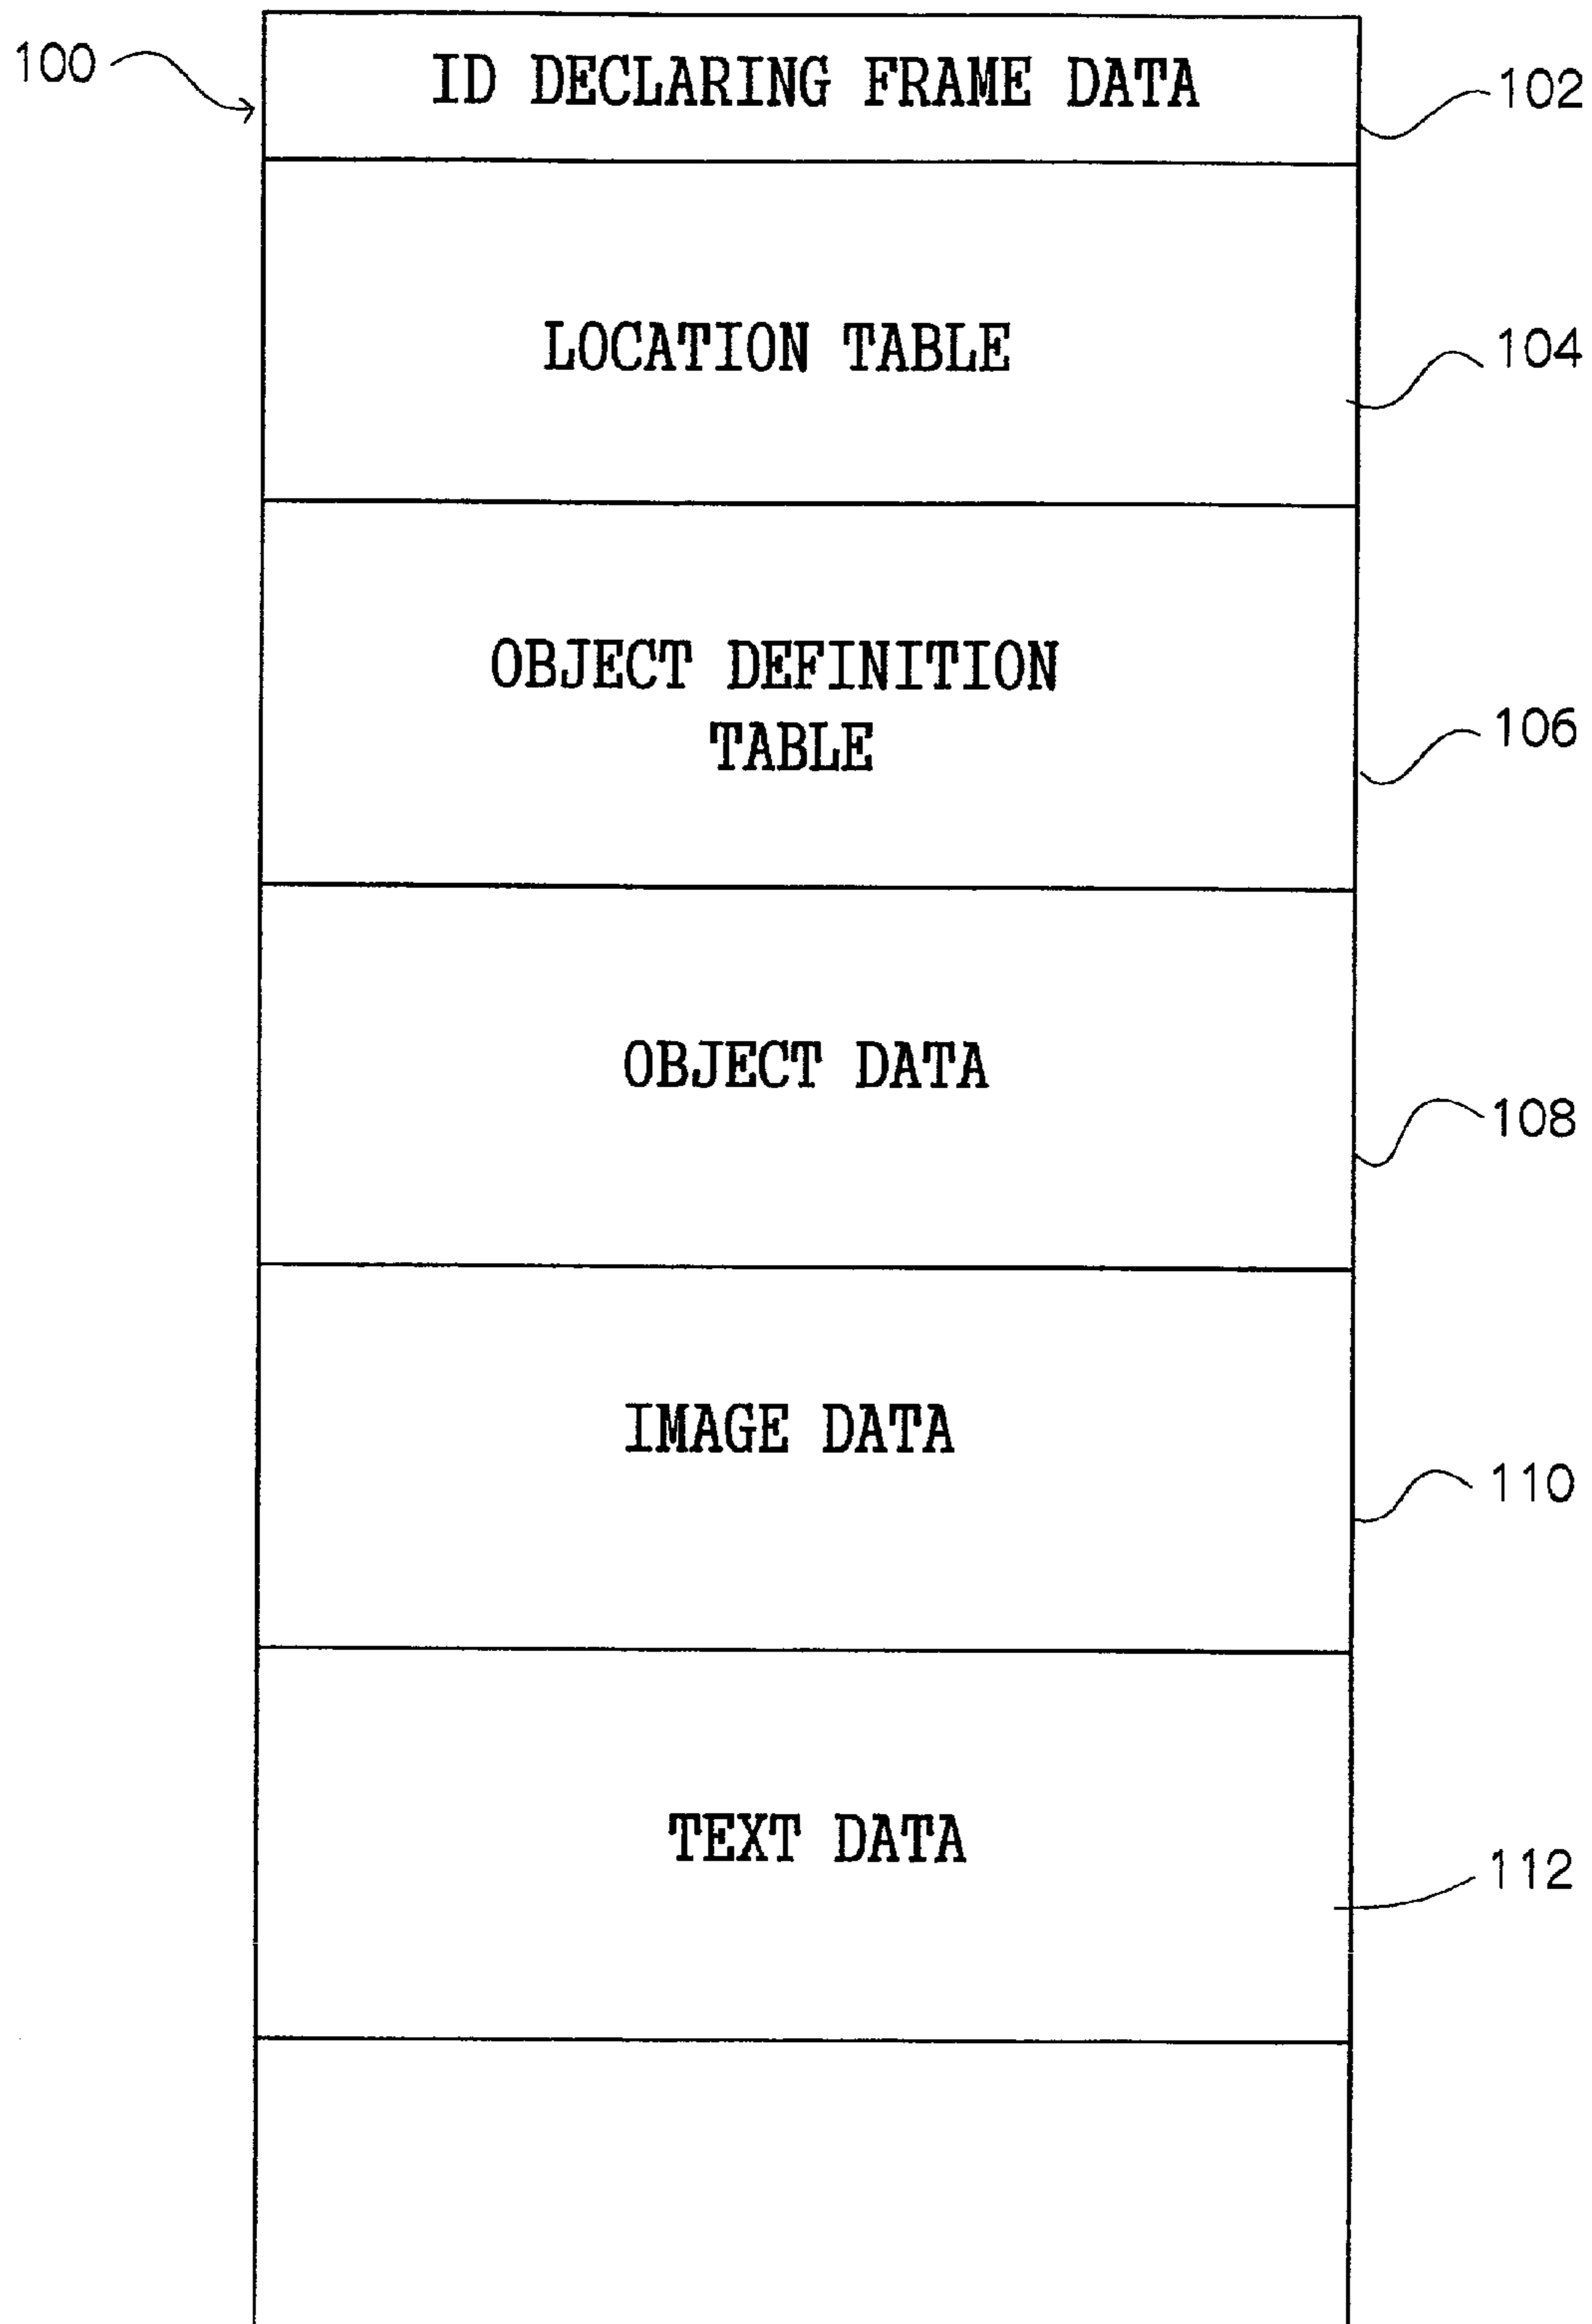 100
ID DECLARING FRAME DATA
102
LOCATION TABLE
104
OBJECT DEFINITION
TABLE
106
OBJECT DATA
108
IMAGE DATA
110
TEXT DATA
112